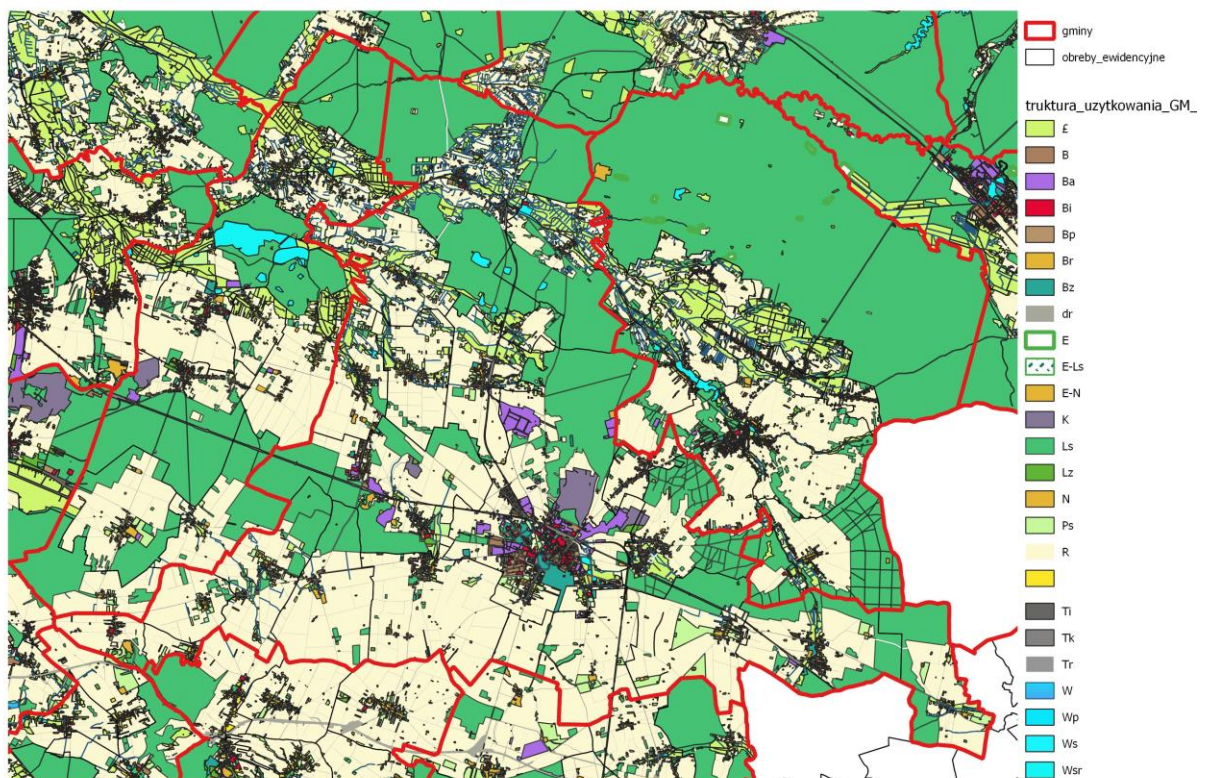 gminy
obreby_ewidencyjne
truktura_uzytkowania_GM_
£
B
Ba
Bi
Bp
Br
Bz
dr
E
E-Ls
E-N
K
Ls
Lz
N
Ps
R
Ti
Tk
Tr
W
Wp
Ws
Wsr